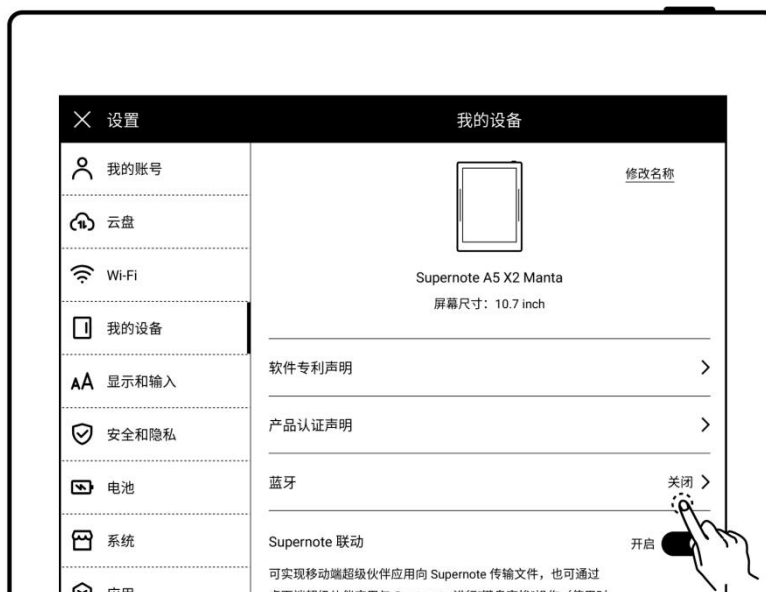 设置
我的设备
我的账号
云盘
Wi-Fi
我的设备
显示和输入
安全和隐私
电池
系统
修改名称
Supernote A5 X2 Manta
屏幕尺寸：10.7 inch
软件专利声明
产品认证声明
蓝牙
关闭
Supernote 联动
开启
可实现移动端超级伙伴应用向 Supernote 传输文件，也可通过